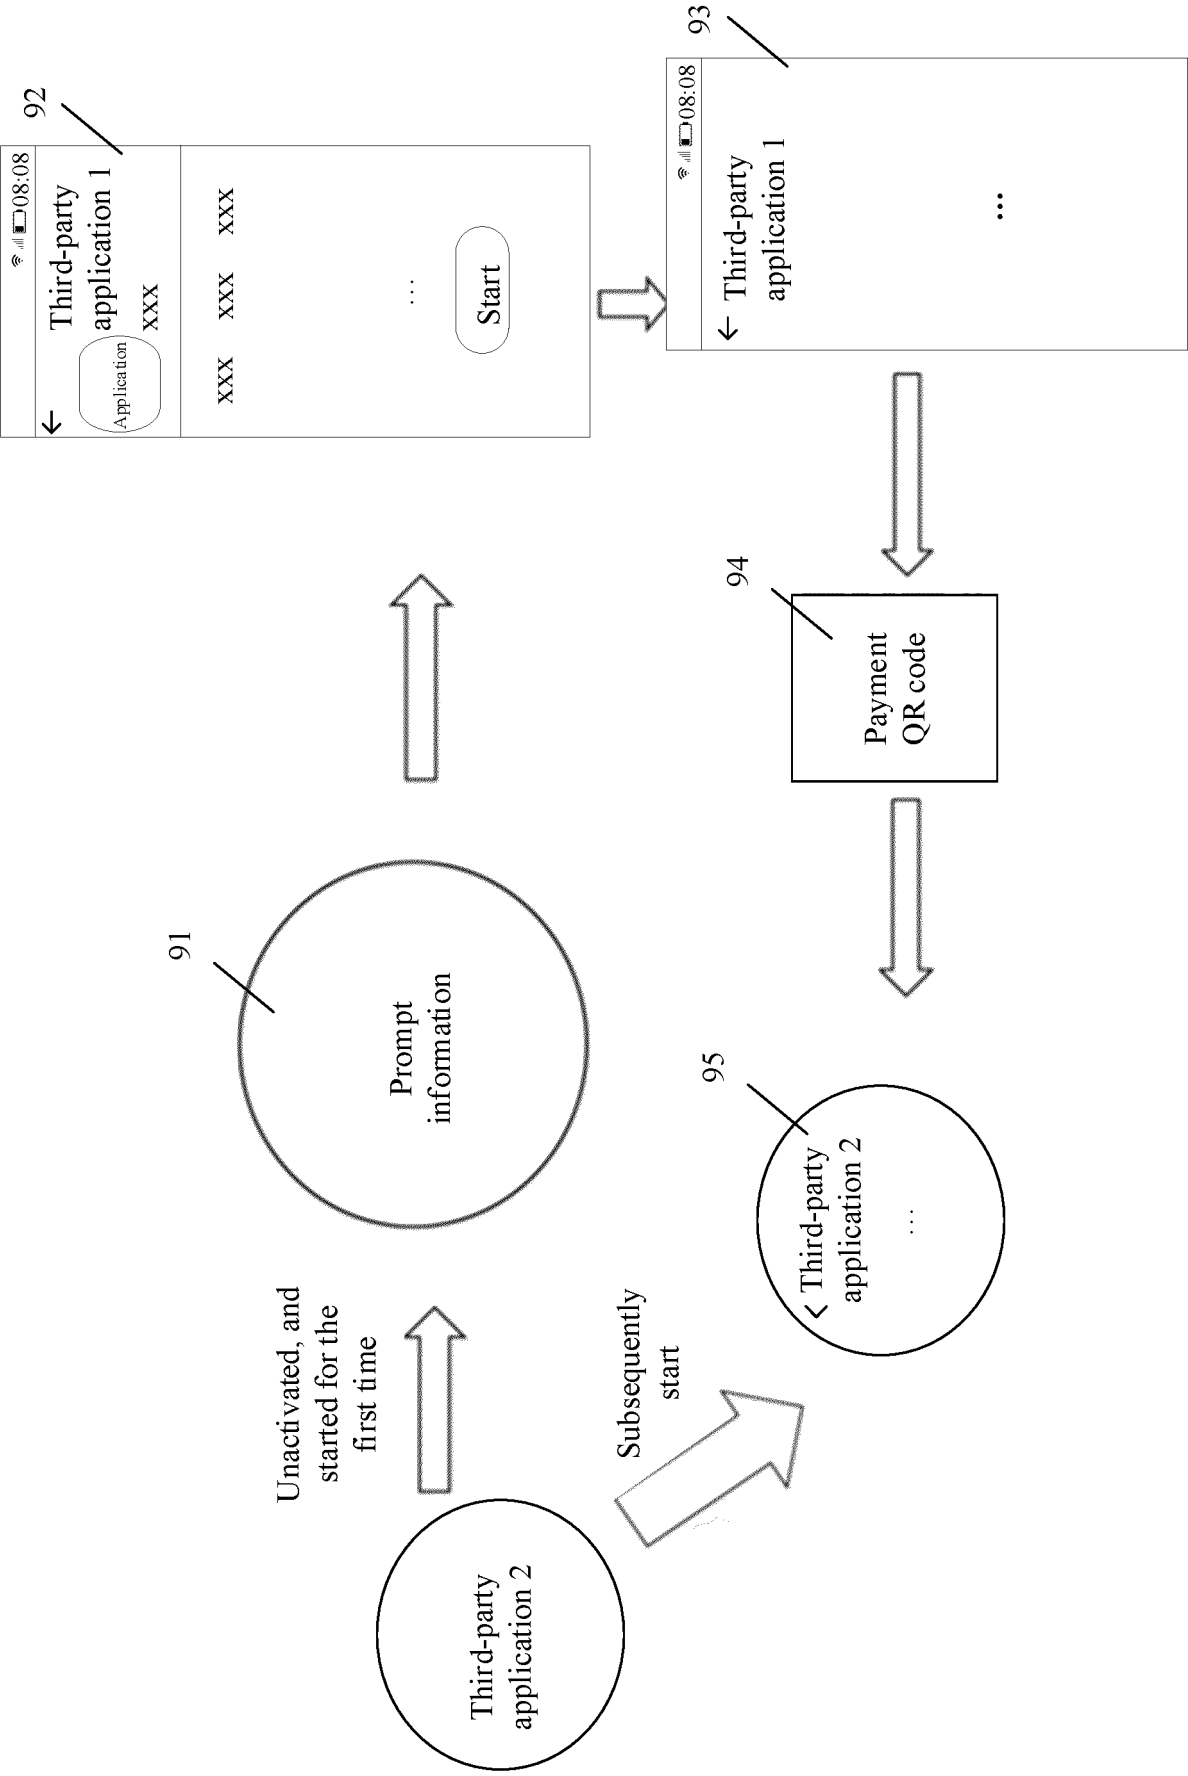 Third-party
application 2
Unactivated, and
started for the
first time
Prompt
information
91
08:08
Third-party
application 1
xxx
Application
xxx xxx xxx
...
Start
92
08:08
Third-party
application 1
...
93
Payment
QR code
94
Subsequently
start
Third-party
application 2
...
95